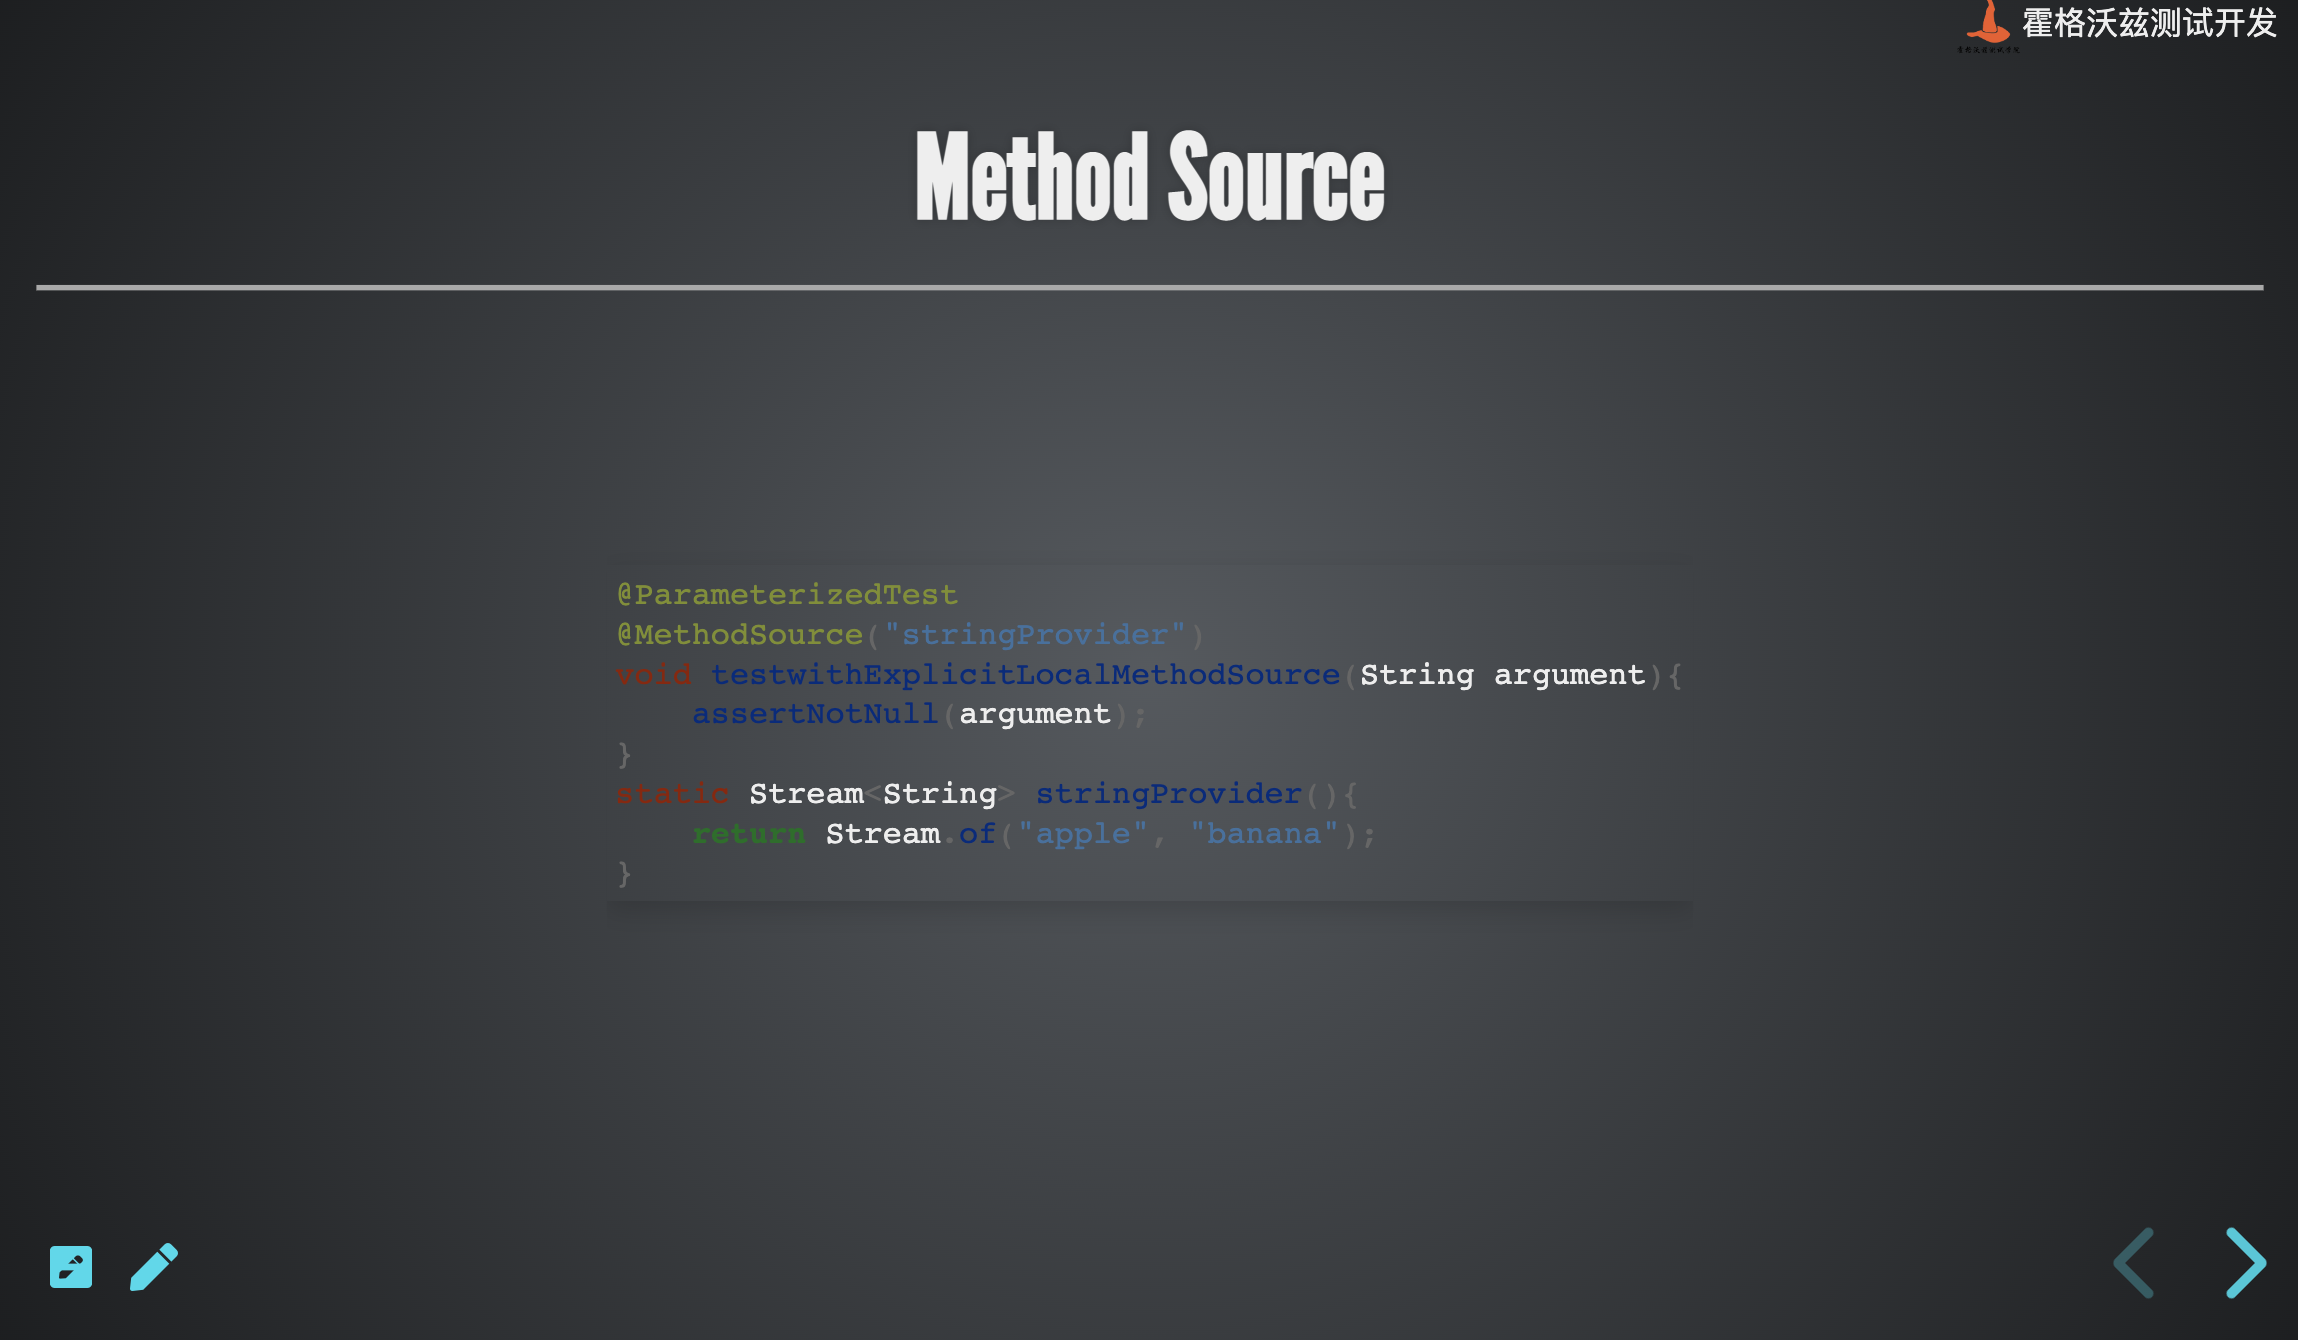 霍格沃兹测试开发
Method Source
@ParameterizedTest
@MethodSource("stringProvider")
void testwithExplicitLocalMethodSource(String argument){
    assertNotNull(argument);
}
static Stream<String> stringProvider(){
    return Stream.of("apple", "banana");
}